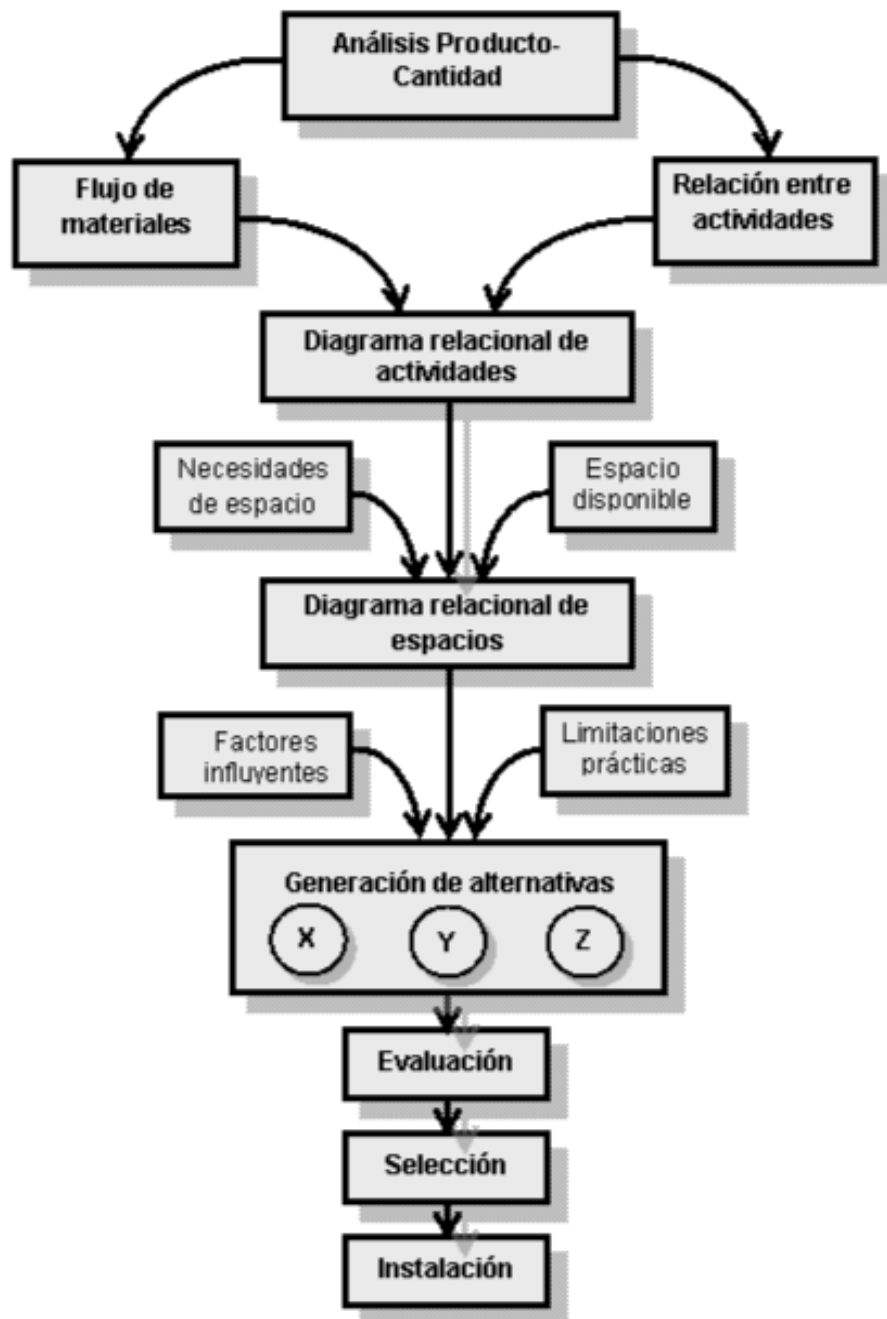 Análisis Producto-
Cantidad
Flujo de
materiales
Relación entre
actividades
Diagrama relacional de
actividades
Necesidades
de espacio
Espacio
disponible
Diagrama relacional de
espacios
Factores
influyentes
Limitaciones
prácticas
Generación de alternativas
X
Y
Z
Evaluación
Selección
Instalación